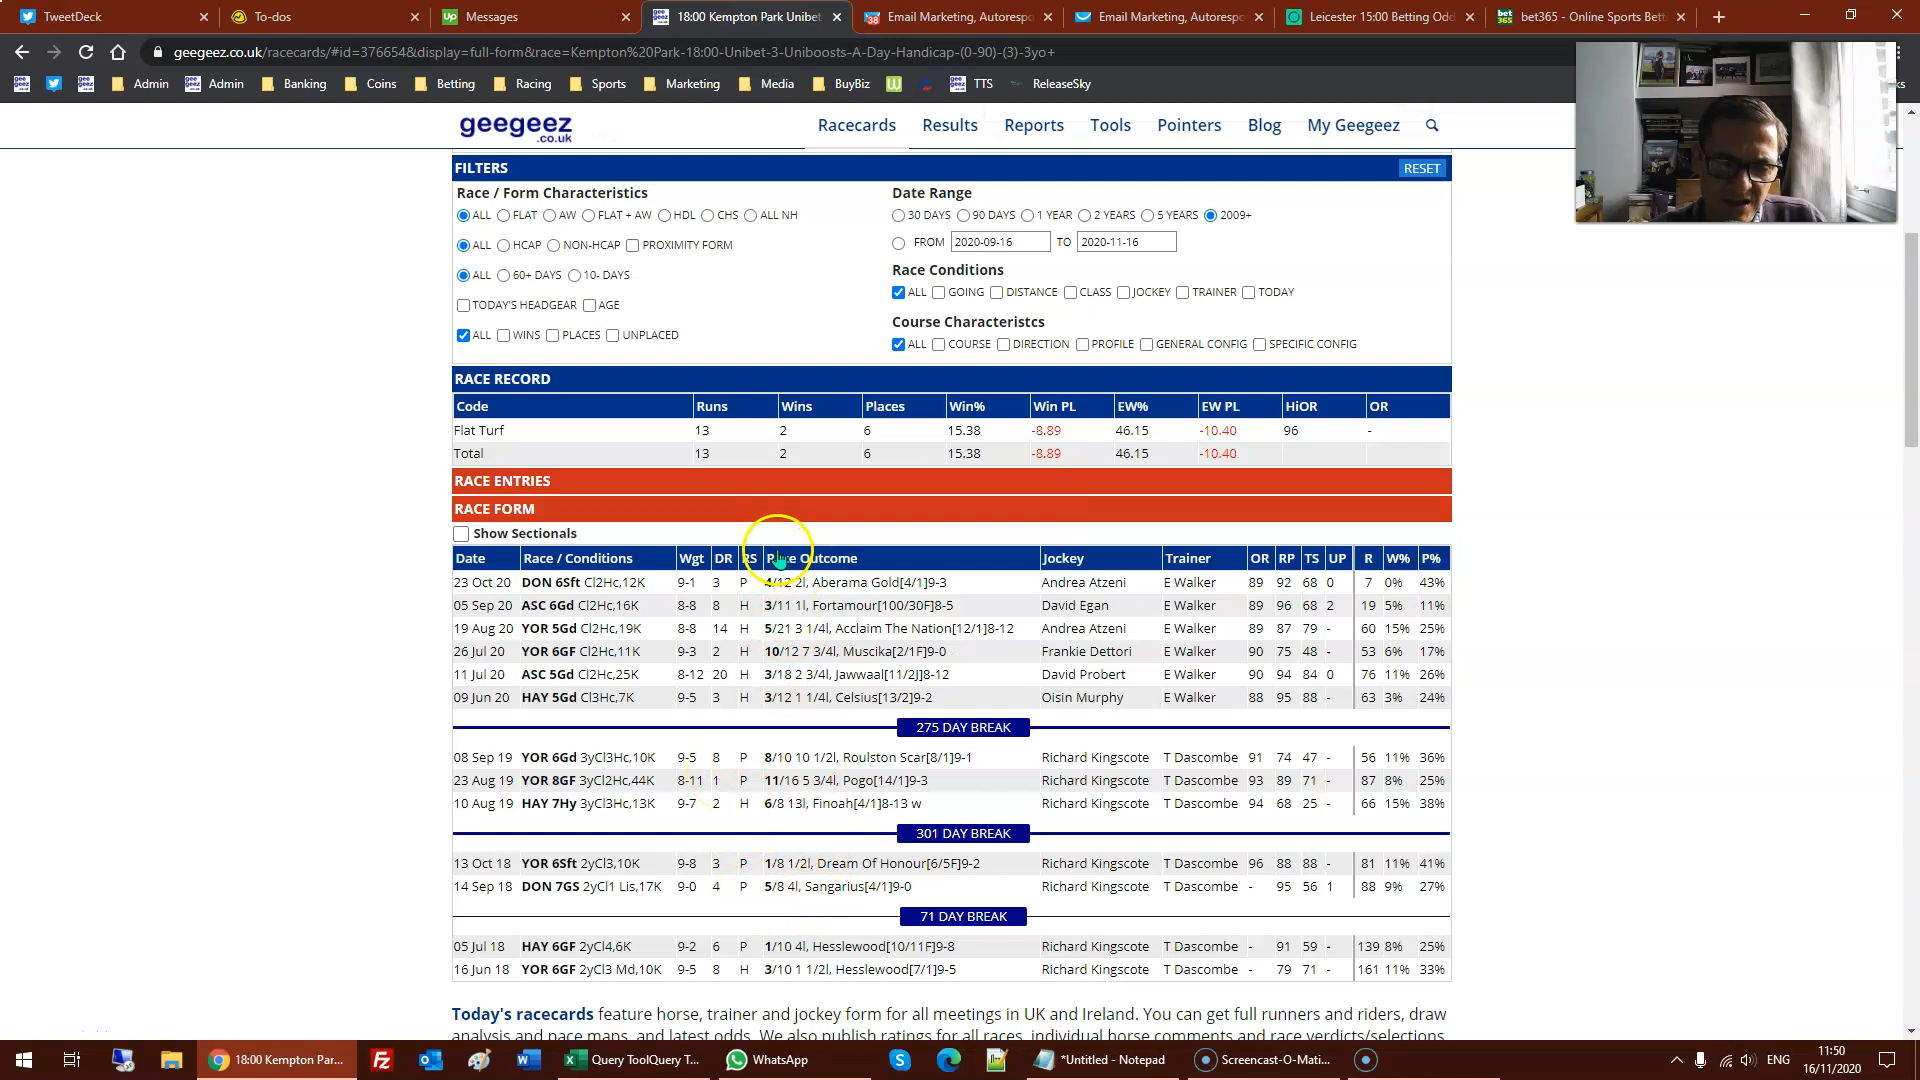 TweetDeck
To-dos
Messages
18:00 Kempton Park Unibet
Email Marketing, Autorespo
Email Marketing, Autorespo
Leicester 15:00 Betting Odd
bet365 - Online Sports Bett
geegeez.co.uk/racecards/#id=376654&display=full-form&race=Kempton%20Park-18:00-Unibet-3-Uniboosts-A-Day-Handicap-(0-90)-(3)-3yo+
Admin Admin Banking Coins Betting Racing Sports Marketing Media BuyBiz TTS ReleaseSky
geegeez
.co.uk
Racecards Results Reports Tools Pointers Blog My Geegeez
FILTERS RESET
Race / Form Characteristics
ALL FLAT AW FLAT + AW HDL CHS ALL NH
ALL HCAP NON-HCAP PROXIMITY FORM
ALL 60+ DAYS 10- DAYS
TODAY'S HEADGEAR AGE
ALL WINS PLACES UNPLACED
Date Range
30 DAYS 90 DAYS 1 YEAR 2 YEARS 5 YEARS 2009+
FROM 2020-09-16 TO 2020-11-16
Race Conditions
ALL GOING DISTANCE CLASS JOCKEY TRAINER TODAY
Course Characteristcs
ALL COURSE DIRECTION PROFILE GENERAL CONFIG SPECIFIC CONFIG
RACE RECORD
Code Runs Wins Places Win% Win PL EW% EW PL HiOR OR
Flat Turf 13 2 6 15.38 -8.89 46.15 -10.40 96 -
Total 13 2 6 15.38 -8.89 46.15 -10.40
RACE ENTRIES
RACE FORM
Show Sectionals
Date Race / Conditions Wgt DR RS Race Outcome Jockey Trainer OR RP TS UP R W% P%
23 Oct 20 DON 6Sft Cl2Hc,12K 9-1 3 P 4/12 2l, Aberama Gold[4/1]9-3 Andrea Atzeni E Walker 89 92 68 0 7 0% 43%
05 Sep 20 ASC 6Gd Cl2Hc,16K 8-8 8 H 3/11 1l, Fortamour[100/30F]8-5 David Egan E Walker 89 96 68 2 19 5% 11%
19 Aug 20 YOR 5Gd Cl2Hc,19K 8-8 14 H 5/21 3 1/4l, Acclaim The Nation[12/1]8-12 Andrea Atzeni E Walker 89 87 79 - 60 15% 25%
26 Jul 20 YOR 6GF Cl2Hc,11K 9-3 2 H 10/12 7 3/4l, Muscika[2/1F]9-0 Frankie Dettori E Walker 90 75 48 - 53 6% 17%
11 Jul 20 ASC 5Gd Cl2Hc,25K 8-12 20 H 3/18 2 3/4l, Jawwaal[11/2J]8-12 David Probert E Walker 90 94 84 0 76 11% 26%
09 Jun 20 HAY 5Gd Cl3Hc,7K 9-5 3 H 3/12 1 1/4l, Celsius[13/2]9-2 Oisin Murphy E Walker 88 95 88 - 63 3% 24%
275 DAY BREAK
08 Sep 19 YOR 6Gd 3yCl3Hc,10K 9-5 8 P 8/10 10 1/2l, Roulston Scar[8/1]9-1 Richard Kingscote T Dascombe 91 74 47 - 56 11% 36%
23 Aug 19 YOR 8GF 3yCl2Hc,44K 8-11 1 P 11/16 5 3/4l, Pogo[14/1]9-3 Richard Kingscote T Dascombe 93 89 71 - 87 8% 25%
10 Aug 19 HAY 7Hy 3yCl3Hc,13K 9-7 2 H 6/8 13l, Finoah[4/1]8-13 w Richard Kingscote T Dascombe 94 68 25 - 66 15% 38%
301 DAY BREAK
13 Oct 18 YOR 6Sft 2yCl3,10K 9-8 3 P 1/8 1/2l, Dream Of Honour[6/5F]9-2 Richard Kingscote T Dascombe 96 88 88 - 81 11% 41%
14 Sep 18 DON 7GS 2yCl1 Lis,17K 9-0 4 P 5/8 4l, Sangarius[4/1]9-0 Richard Kingscote T Dascombe - 95 56 1 88 9% 27%
71 DAY BREAK
05 Jul 18 HAY 6GF 2yCl4,6K 9-2 6 P 1/10 4l, Hesslewood[10/11F]9-8 Richard Kingscote T Dascombe - 91 59 - 139 8% 25%
16 Jun 18 YOR 6GF 2yCl3 Md,10K 9-5 8 H 3/10 1 1/2l, Hesslewood[7/1]9-5 Richard Kingscote T Dascombe - 79 71 - 161 11% 33%
Today's racecards feature horse, trainer and jockey form for all meetings in UK and Ireland. You can get full runners and riders, draw
analysis and pace maps, and latest odds. We also publish ratings for all races, individual horse comments and race verdicts/selections
18:00 Kempton Par... Query ToolQuery T... WhatsApp *Untitled - Notepad Screencast-O-Mati... ENG 11:50
16/11/2020